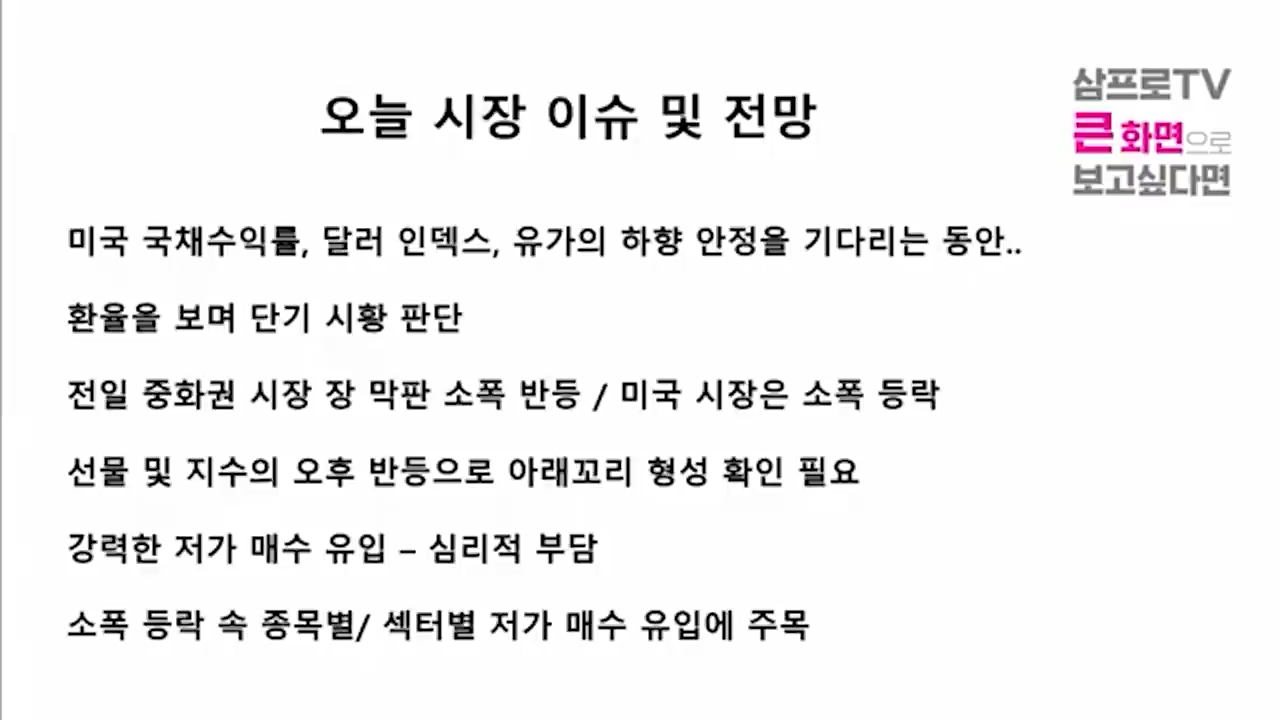 오늘 시장 이슈 및 전망
삼프로TV
큰 화면으로
보고싶다면
미국 국채수익률, 달러 인덱스, 유가의 하향 안정을 기다리는 동안..
환율을 보며 단기 시황 판단
전일 중화권 시장 장 막판 소폭 반등 / 미국 시장은 소폭 등락
선물 및 지수의 오후 반등으로 아래꼬리 형성 확인 필요
강력한 저가 매수 유입 – 심리적 부담
소폭 등락 속 종목별/ 섹터별 저가 매수 유입에 주목